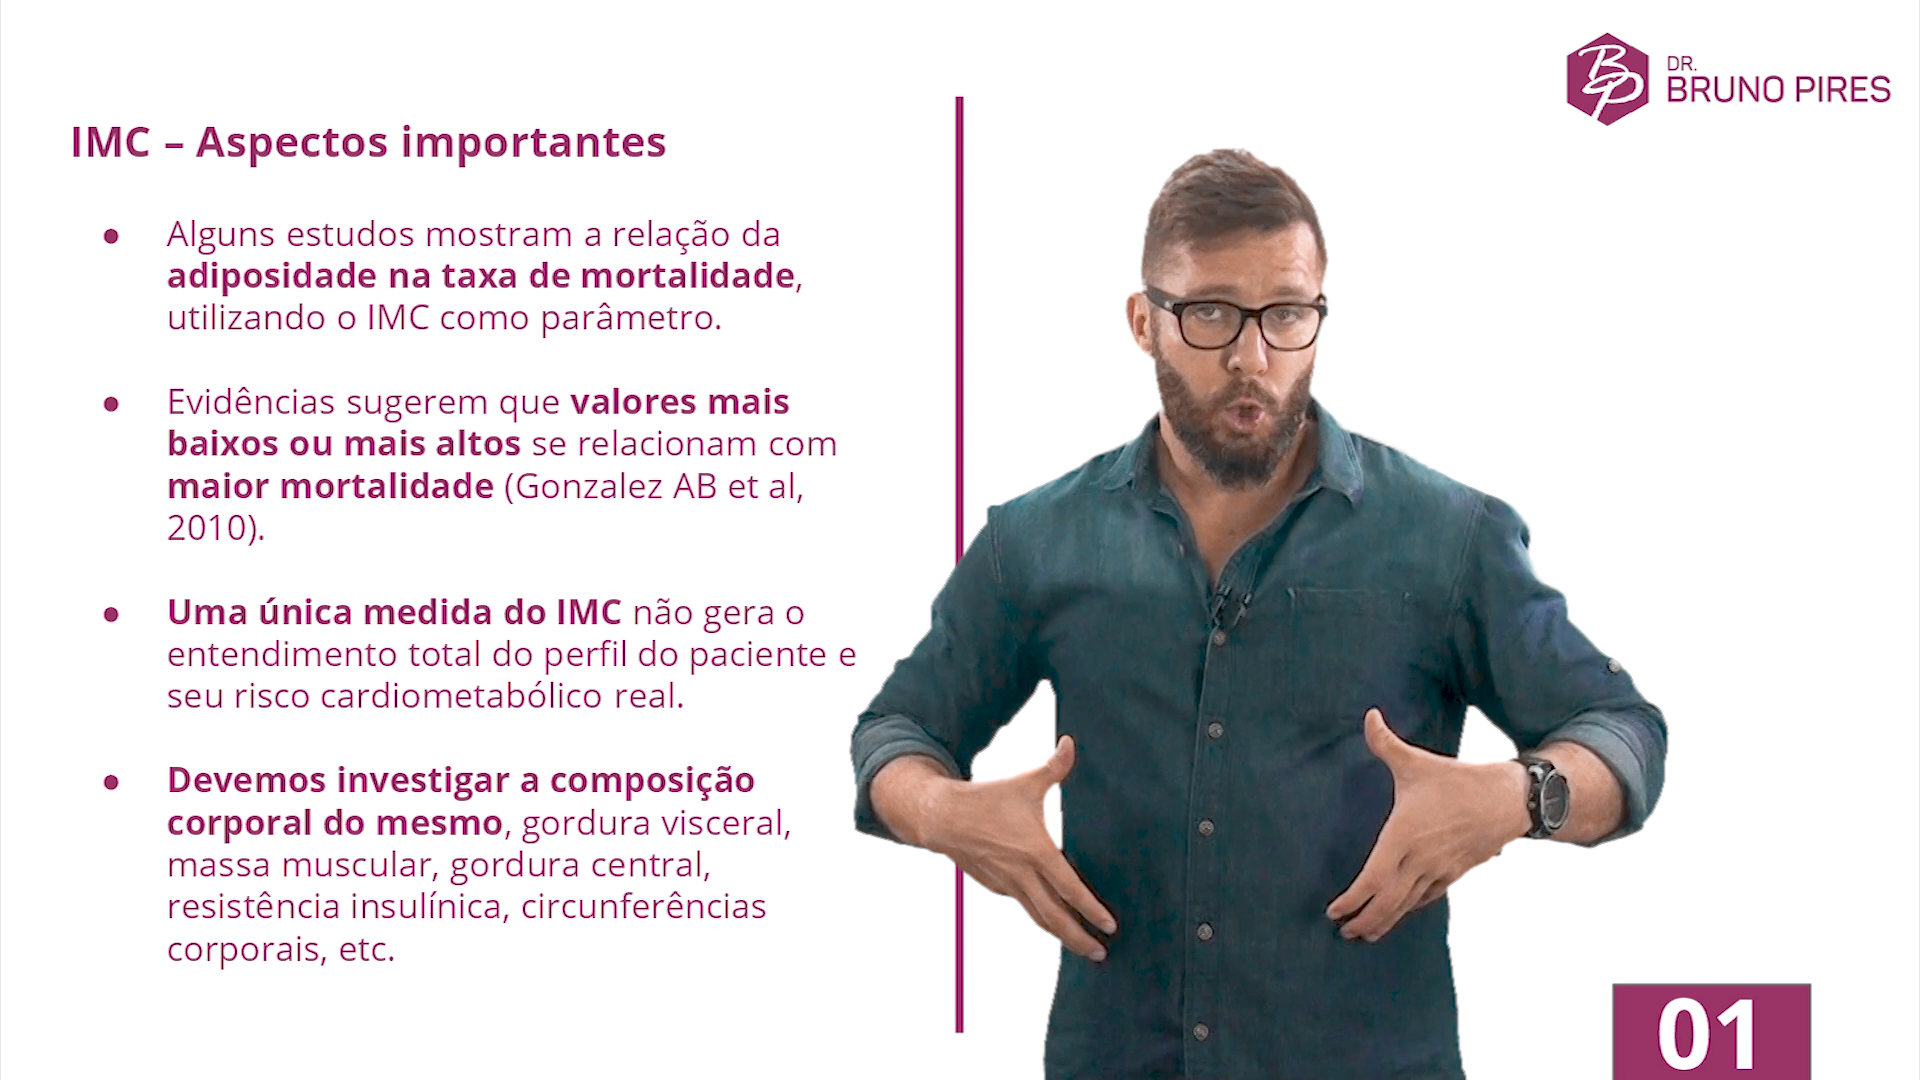 DR.
BRUNO PIRES
IMC – Aspectos importantes
● Alguns estudos mostram a relação da
adiposidade na taxa de mortalidade,
utilizando o IMC como parâmetro.
● Evidências sugerem que valores mais
baixos ou mais altos se relacionam com
maior mortalidade (Gonzalez AB et al,
2010).
● Uma única medida do IMC não gera o
entendimento total do perfil do paciente e
seu risco cardiometabólico real.
● Devemos investigar a composição
corporal do mesmo, gordura visceral,
massa muscular, gordura central,
resistência insulínica, circunferências
corporais, etc.
01